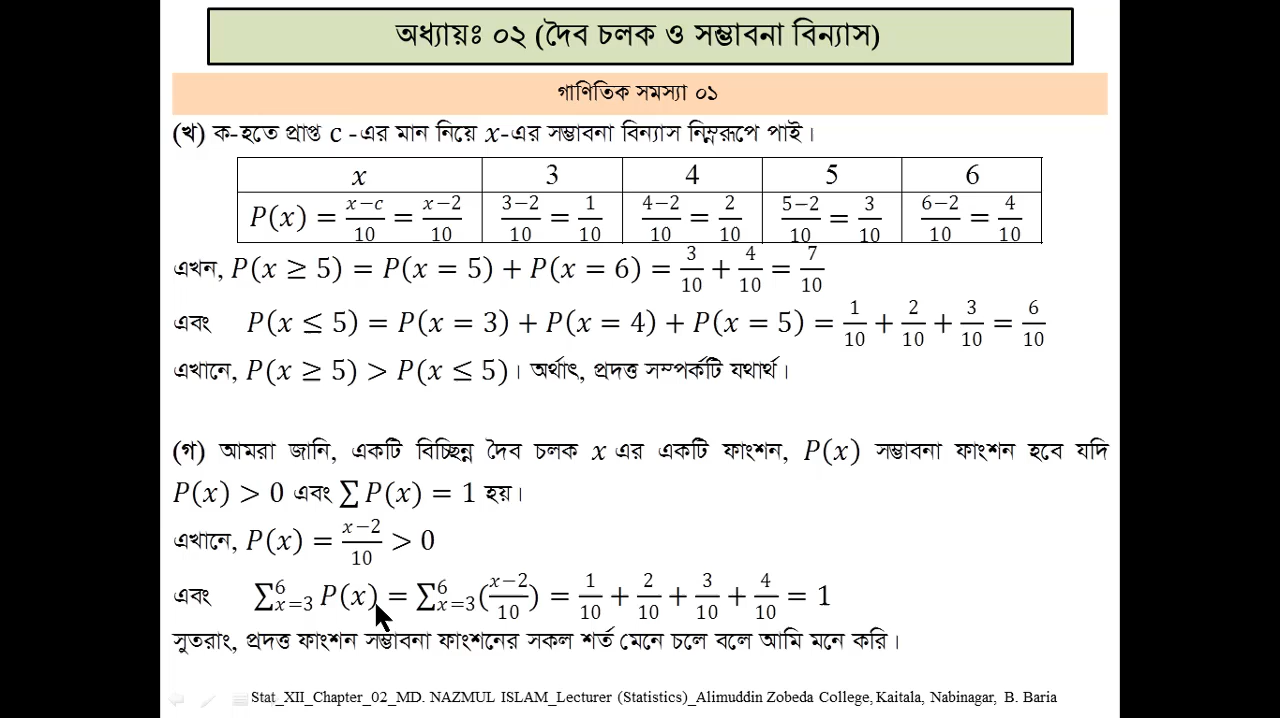 অধ্যায়ঃ ০২ (দৈব চলক ও সম্ভাবনা বিন্যাস)
গাণিতিক সমস্যা ০১
(খ) ক-হতে প্রাপ্ত c -এর মান নিয়ে x-এর সম্ভাবনা বিন্যাস নিম্নরূপে পাই।
x 3 4 5 6
P(x) = (x−c)/10 = (x−2)/10 (3−2)/10 = 1/10 (4−2)/10 = 2/10 (5−2)/10 = 3/10 (6−2)/10 = 4/10
এখন, P(x ≥ 5) = P(x = 5) + P(x = 6) = 3/10 + 4/10 = 7/10
এবং P(x ≤ 5) = P(x = 3) + P(x = 4) + P(x = 5) = 1/10 + 2/10 + 3/10 = 6/10
এখানে, P(x ≥ 5) > P(x ≤ 5)। অর্থাৎ, প্রদত্ত সম্পর্কটি যথার্থ।
(গ) আমরা জানি, একটি বিচ্ছিন্ন দৈব চলক x এর একটি ফাংশন, P(x) সম্ভাবনা ফাংশন হবে যদি
P(x) > 0 এবং ∑ P(x) = 1 হয়।
এখানে, P(x) = (x−2)/10 > 0
এবং ∑_{x=3}^{6} P(x) = ∑_{x=3}^{6} ((x−2)/10) = 1/10 + 2/10 + 3/10 + 4/10 = 1
সুতরাং, প্রদত্ত ফাংশন সম্ভাবনা ফাংশনের সকল শর্ত মেনে চলে বলে আমি মনে করি।
Stat_XII_Chapter_02_MD. NAZMUL ISLAM_Lecturer (Statistics)_Alimuddin Zobeda College, Kaitala, Nabinagar, B. Baria